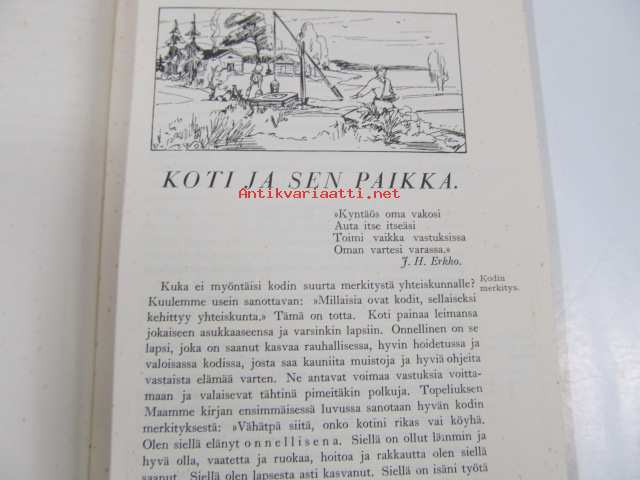 KOTI JA SEN PAIKKA.
Antikvariaatti.net
»Kyntäös oma vakosi
Auta itse itseäsi
Toimi vaikka vastuksissa
Oman vartesi varassa.»
J. H. Erkko.
Kuka ei myöntäisi kodin suurta merkitystä yhteiskunnalle?
Kodin
merkitys.
Kuulemme usein sanottavan: »Millaisia ovat kodit, sellaiseksi
kehittyy yhteiskunta.» Tämä on totta. Koti painaa leimansa
jokaiseen asukkaaseensa ja varsinkin lapsiin. Onnellinen on se
lapsi, joka on saanut kasvaa rauhallisessa, hyvin hoidetussa ja
valoisassa kodissa, josta saa kauniita muistoja ja hyviä ohjeita
vastaista elämää varten. Ne antavat voimaa vastuksia voitta-
maan ja valaisevat tähtinä pimeitäkin polkuja. Topeliuksen
Maamme kirjan ensimmäisessä luvussa sanotaan hyvän kodin
merkityksestä: »Vähätpä siitä, onko kotini rikas vai köyhä.
Olen siellä elänyt onnellisena. Siellä on ollut lämmin ja
hyvä olla, vaatetta ja ruokaa, hoitoa ja rakkautta olen siellä
saanut. Siellä olen lapsesta asti kasvanut. Siellä on isäni työtä